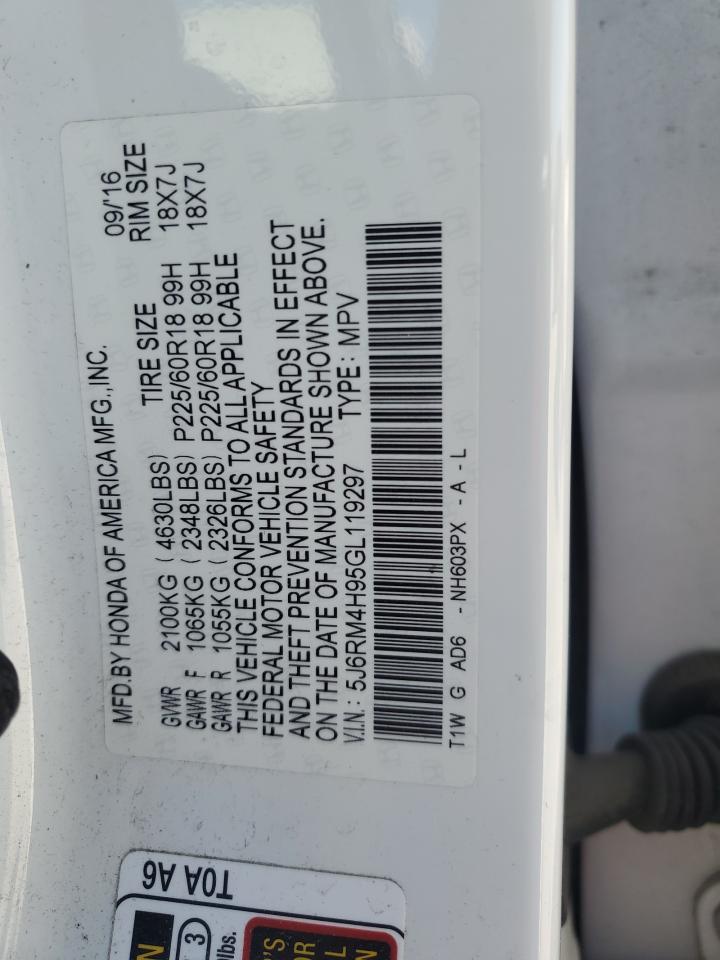 MFD.BY HONDA OF AMERICA MFG.,INC. 09/'16
TIRE SIZE RIM SIZE
GVWR 2100KG ( 4630LBS)
GAWR F 1065KG ( 2348LBS) P225/60R18 99H 18X7J
GAWR R 1055KG ( 2326LBS) P225/60R18 99H 18X7J
THIS VEHICLE CONFORMS TO ALL APPLICABLE
FEDERAL MOTOR VEHICLE SAFETY
AND THEFT PREVENTION STANDARDS IN EFFECT
ON THE DATE OF MANUFACTURE SHOWN ABOVE.
V.I.N.: 5J6RM4H95GL119297 TYPE: MPV
T1W G AD6 -NH603PX -A-L
T0A A6
3
lbs.